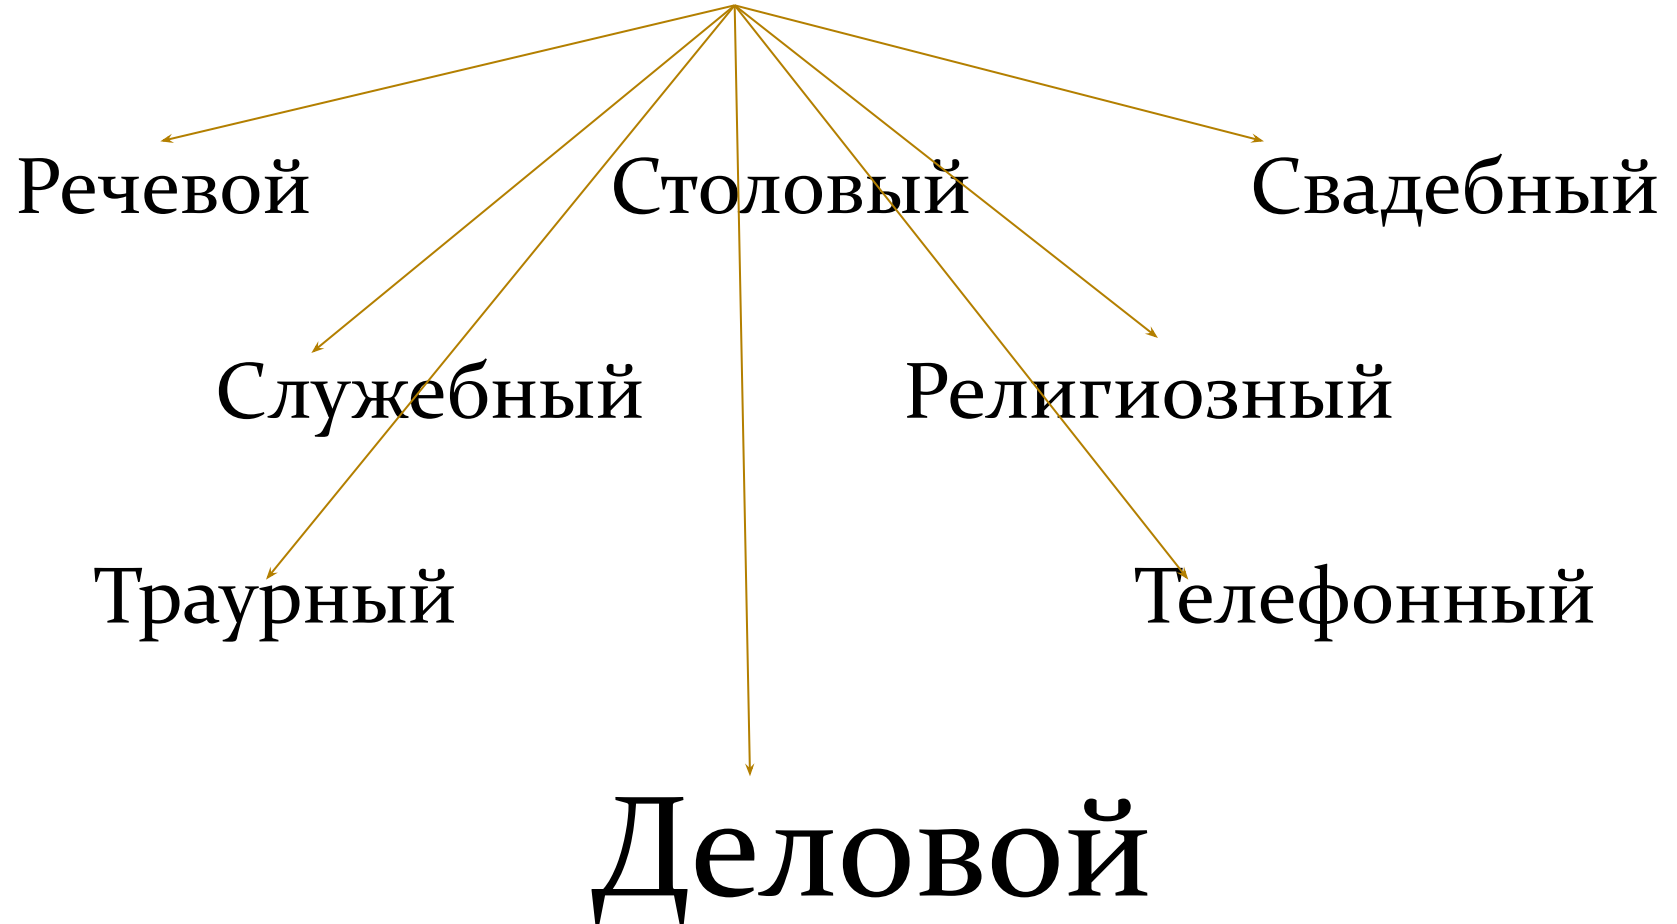 Речевой Столовый Свадебный
Служебный Религиозный
Траурный Телефонный
Деловой